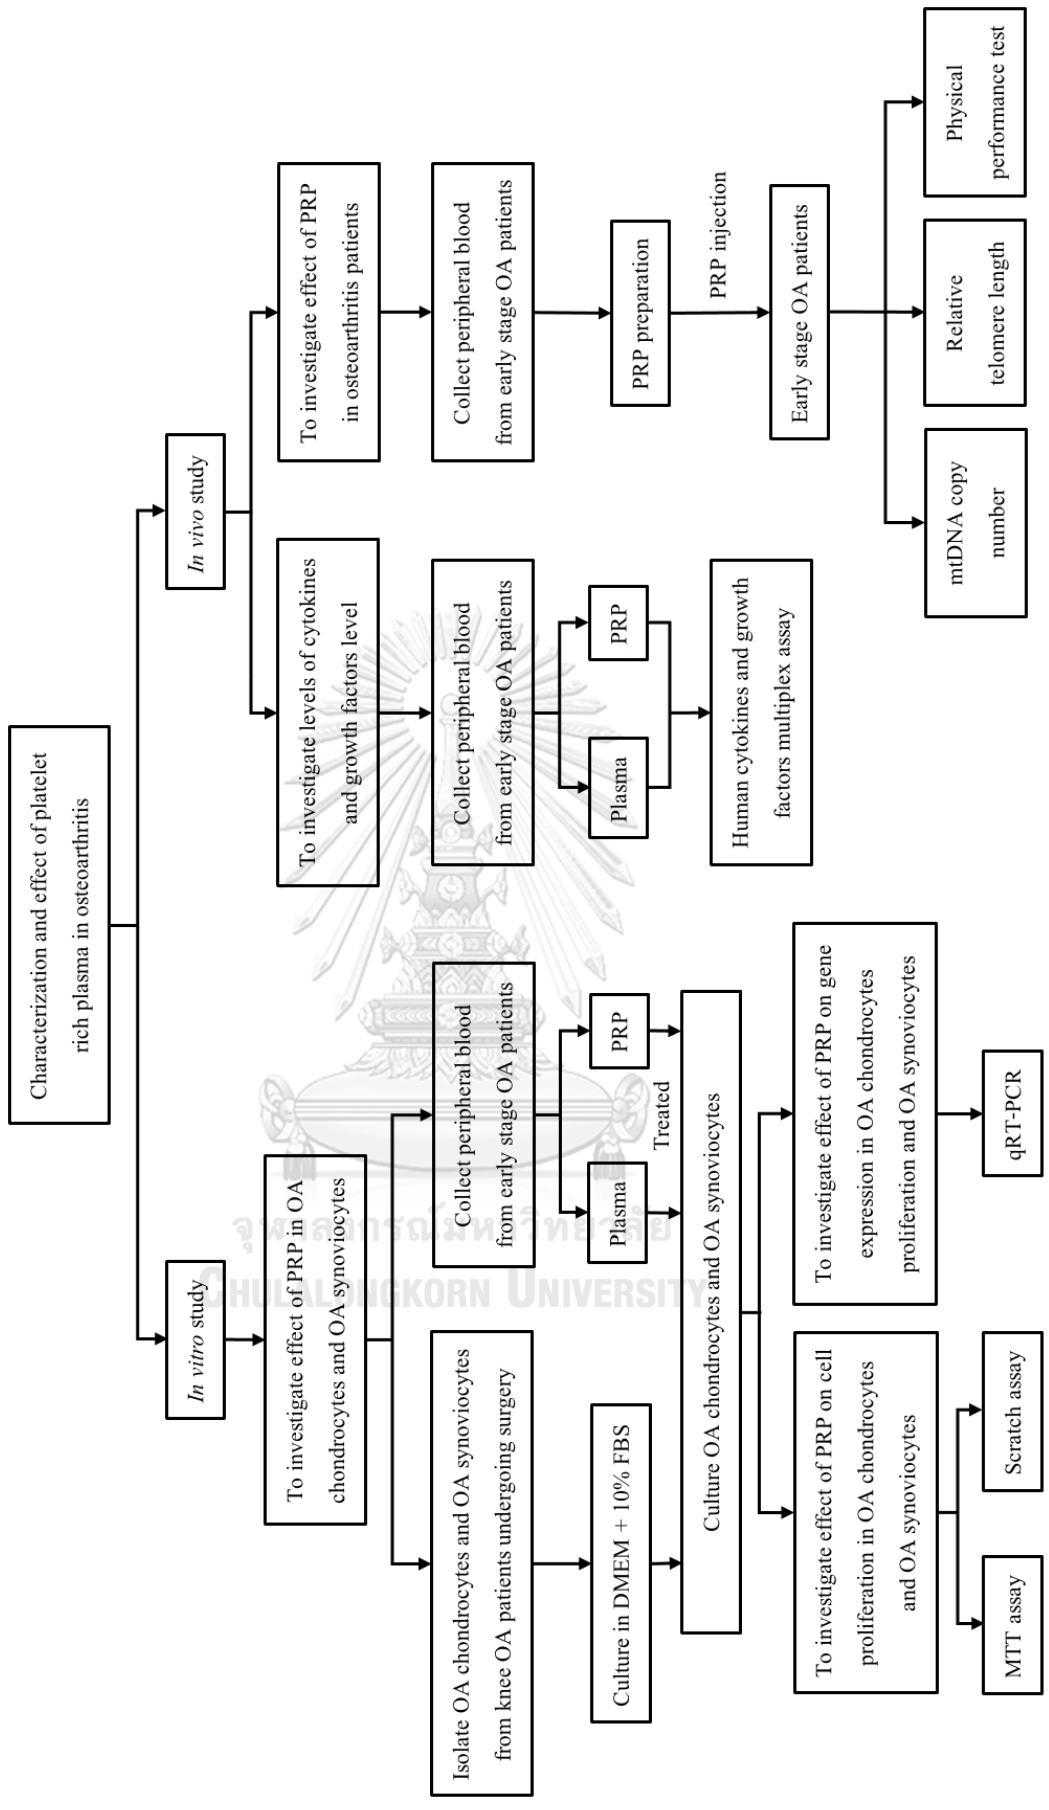 Characterization and effect of platelet
rich plasma in osteoarthritis
In vitro study
In vivo study
To investigate effect of PRP in OA
chondrocytes and OA synoviocytes
To investigate levels of cytokines
and growth factors level
To investigate effect of PRP
in osteoarthritis patients
Isolate OA chondrocytes and OA synoviocytes
from knee OA patients undergoing surgery
Collect peripheral blood
from early stage OA patients
Collect peripheral blood
from early stage OA patients
Collect peripheral blood
from early stage OA patients
Culture in DMEM + 10% FBS
Plasma
PRP
Treated
Plasma
PRP
PRP preparation
PRP injection
Culture OA chondrocytes and OA synoviocytes
Human cytokines and growth
factors multiplex assay
Early stage OA patients
To investigate effect of PRP on cell
proliferation in OA chondrocytes
and OA synoviocytes
To investigate effect of PRP on gene
expression in OA chondrocytes
proliferation and OA synoviocytes
mtDNA copy
number
Relative
telomere length
Physical
performance test
MTT assay
Scratch assay
qRT-PCR
จุฬาลงกรณ์มหาวิทยาลัย
CHULALONGKORN UNIVERSITY